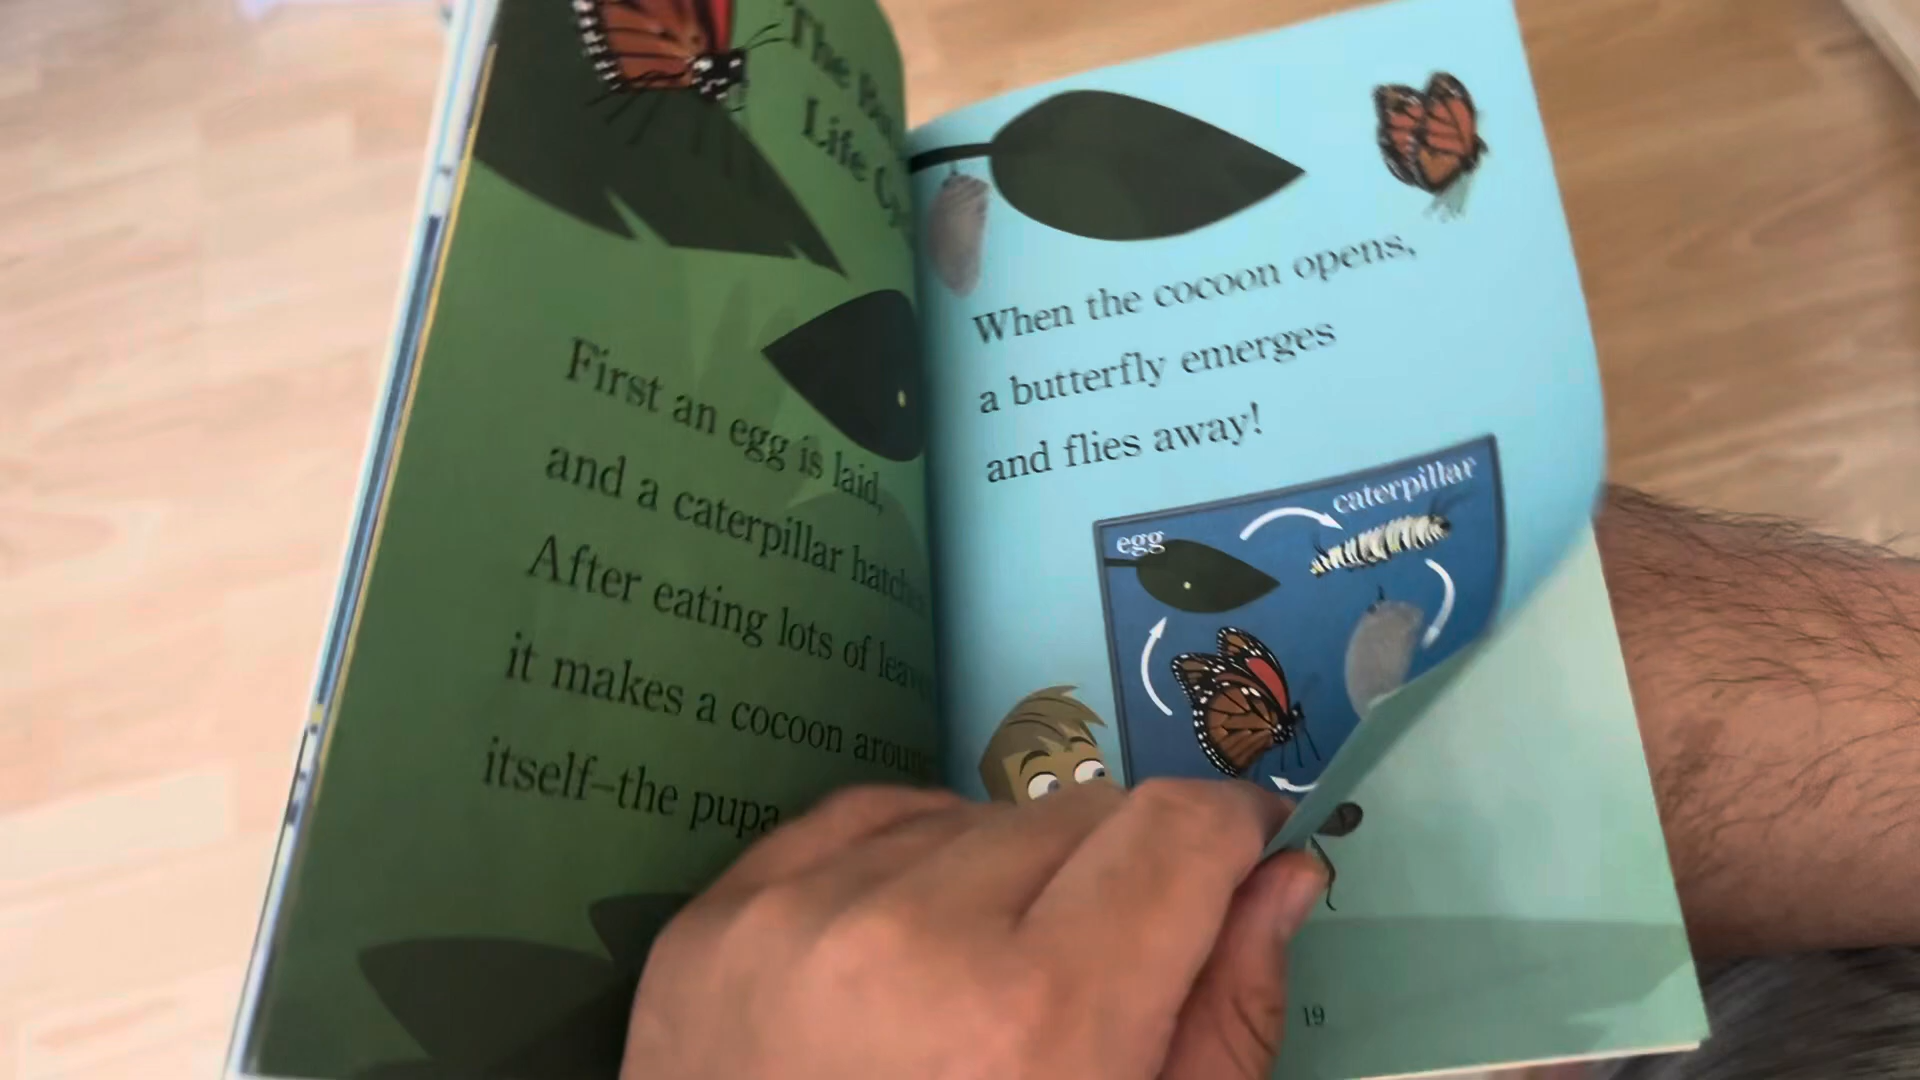 The
Life
First an egg is laid,
and a caterpillar
After eating lots of
it makes a cocoon
itself–the pupa
When the cocoon opens,
a butterfly emerges
and flies away!
egg
caterpillar
19